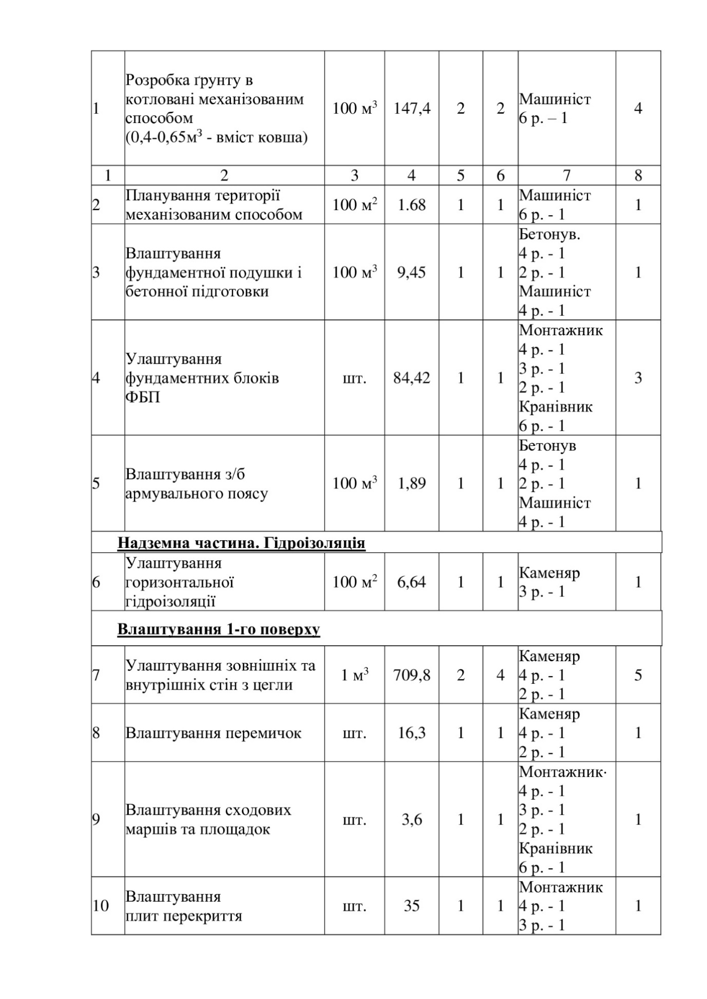 1
Розробка ґрунту в
котловані механізованим
способом
(0,4-0,65м³ - вміст ковша)
100 м³
147,4
2
2
Машиніст
6 р. – 1
4
1 2 3 4 5 6 7 8
2
Планування території
механізованим способом
100 м²
1.68
1
1
Машиніст
6 р. - 1
1
3
Влаштування
фундаментної подушки і
бетонної підготовки
100 м³
9,45
1
1
Бетонув.
4 р. - 1
2 р. - 1
Машиніст
4 р. - 1
1
4
Улаштування
фундаментних блоків
ФБП
шт.
84,42
1
1
Монтажник
4 р. - 1
3 р. - 1
2 р. - 1
Кранівник
6 р. - 1
3
5
Влаштування з/б
армувального поясу
100 м³
1,89
1
1
Бетонув
4 р. - 1
2 р. - 1
Машиніст
4 р. - 1
1
Надземна частина. Гідроізоляція
6
Улаштування
горизонтальної
гідроізоляції
100 м²
6,64
1
1
Каменяр
3 р. - 1
1
Влаштування 1-го поверху
7
Улаштування зовнішніх та
внутрішніх стін з цегли
1 м³
709,8
2
4
Каменяр
4 р. - 1
2 р. - 1
5
8
Влаштування перемичок
шт.
16,3
1
1
Каменяр
4 р. - 1
2 р. - 1
1
9
Влаштування сходових
маршів та площадок
шт.
3,6
1
1
Монтажник·
4 р. - 1
3 р. - 1
2 р. - 1
Кранівник
6 р. - 1
1
10
Влаштування
плит перекриття
шт.
35
1
1
Монтажник
4 р. - 1
3 р. - 1
1